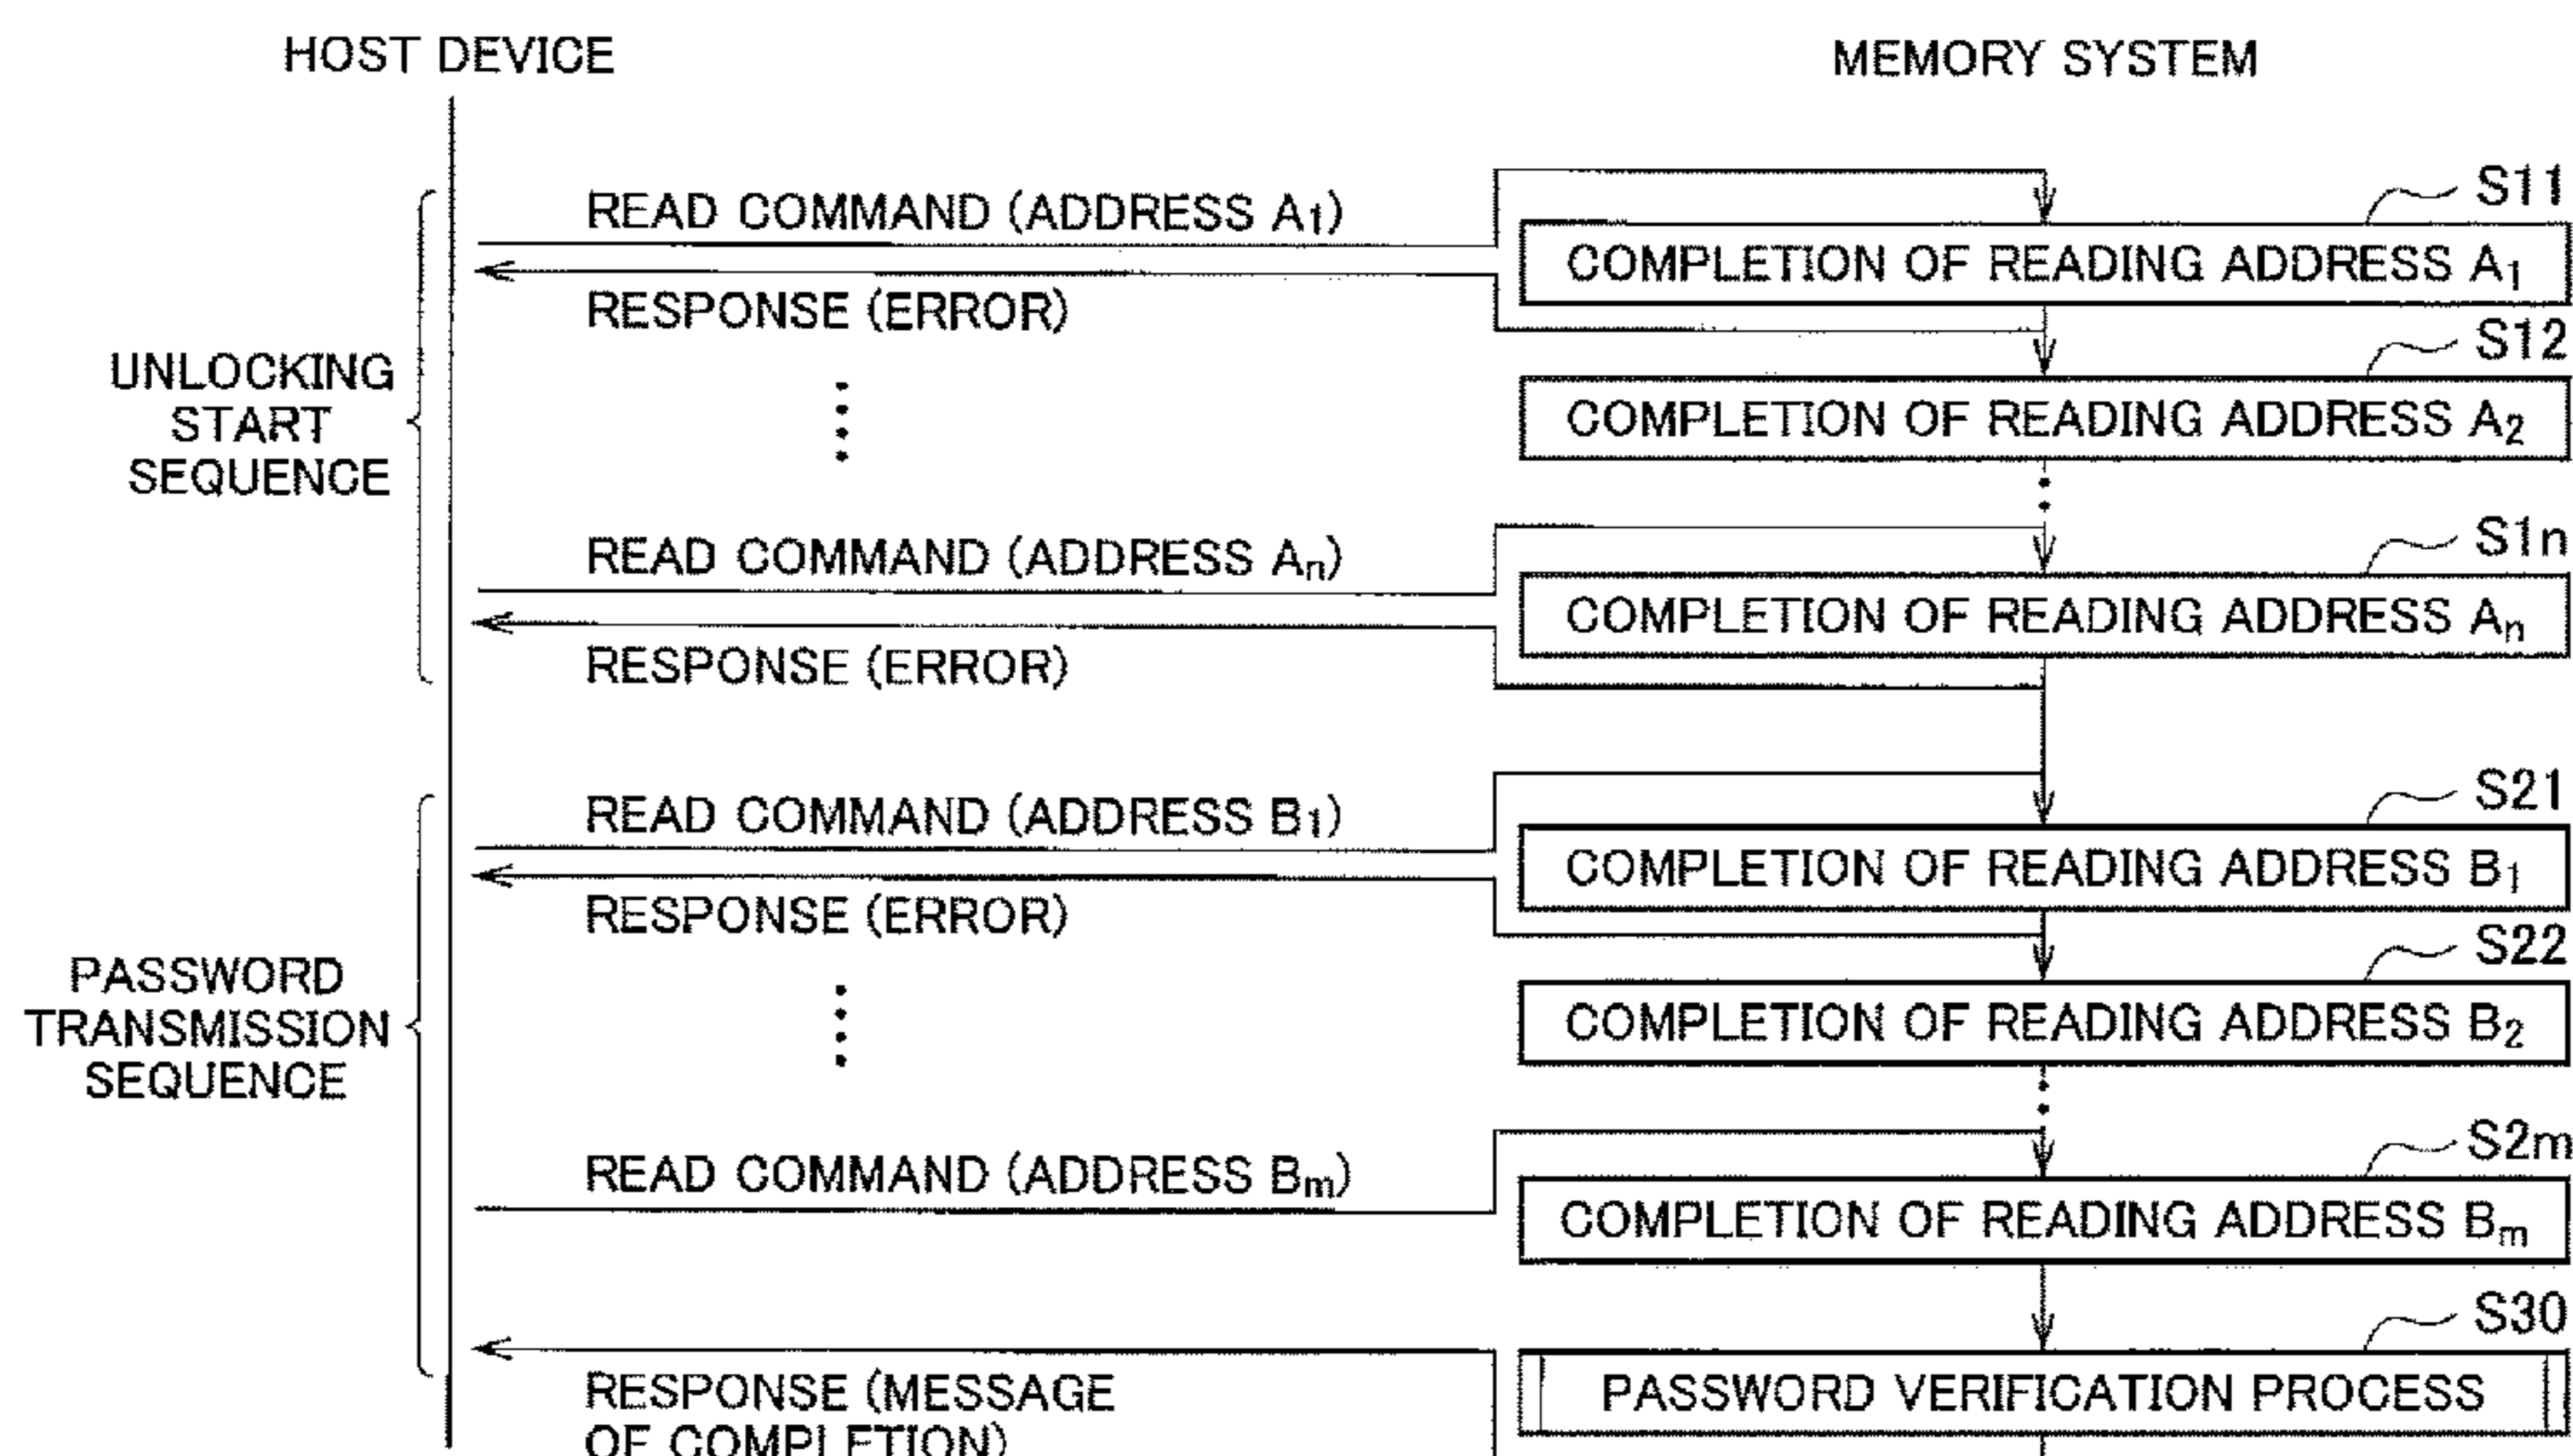 HOST DEVICE
MEMORY SYSTEM
S11
READ COMMAND (ADDRESS A₁)
COMPLETION OF READING ADDRESS A₁
RESPONSE (ERROR)
S12
UNLOCKING
START
SEQUENCE
COMPLETION OF READING ADDRESS A₂
S1n
READ COMMAND (ADDRESS Aₙ)
COMPLETION OF READING ADDRESS Aₙ
RESPONSE (ERROR)
S21
READ COMMAND (ADDRESS B₁)
COMPLETION OF READING ADDRESS B₁
RESPONSE (ERROR)
S22
PASSWORD
TRANSMISSION
SEQUENCE
COMPLETION OF READING ADDRESS B₂
S2m
READ COMMAND (ADDRESS Bₘ)
COMPLETION OF READING ADDRESS Bₘ
S30
RESPONSE (MESSAGE
OF COMPLETION)
PASSWORD VERIFICATION PROCESS